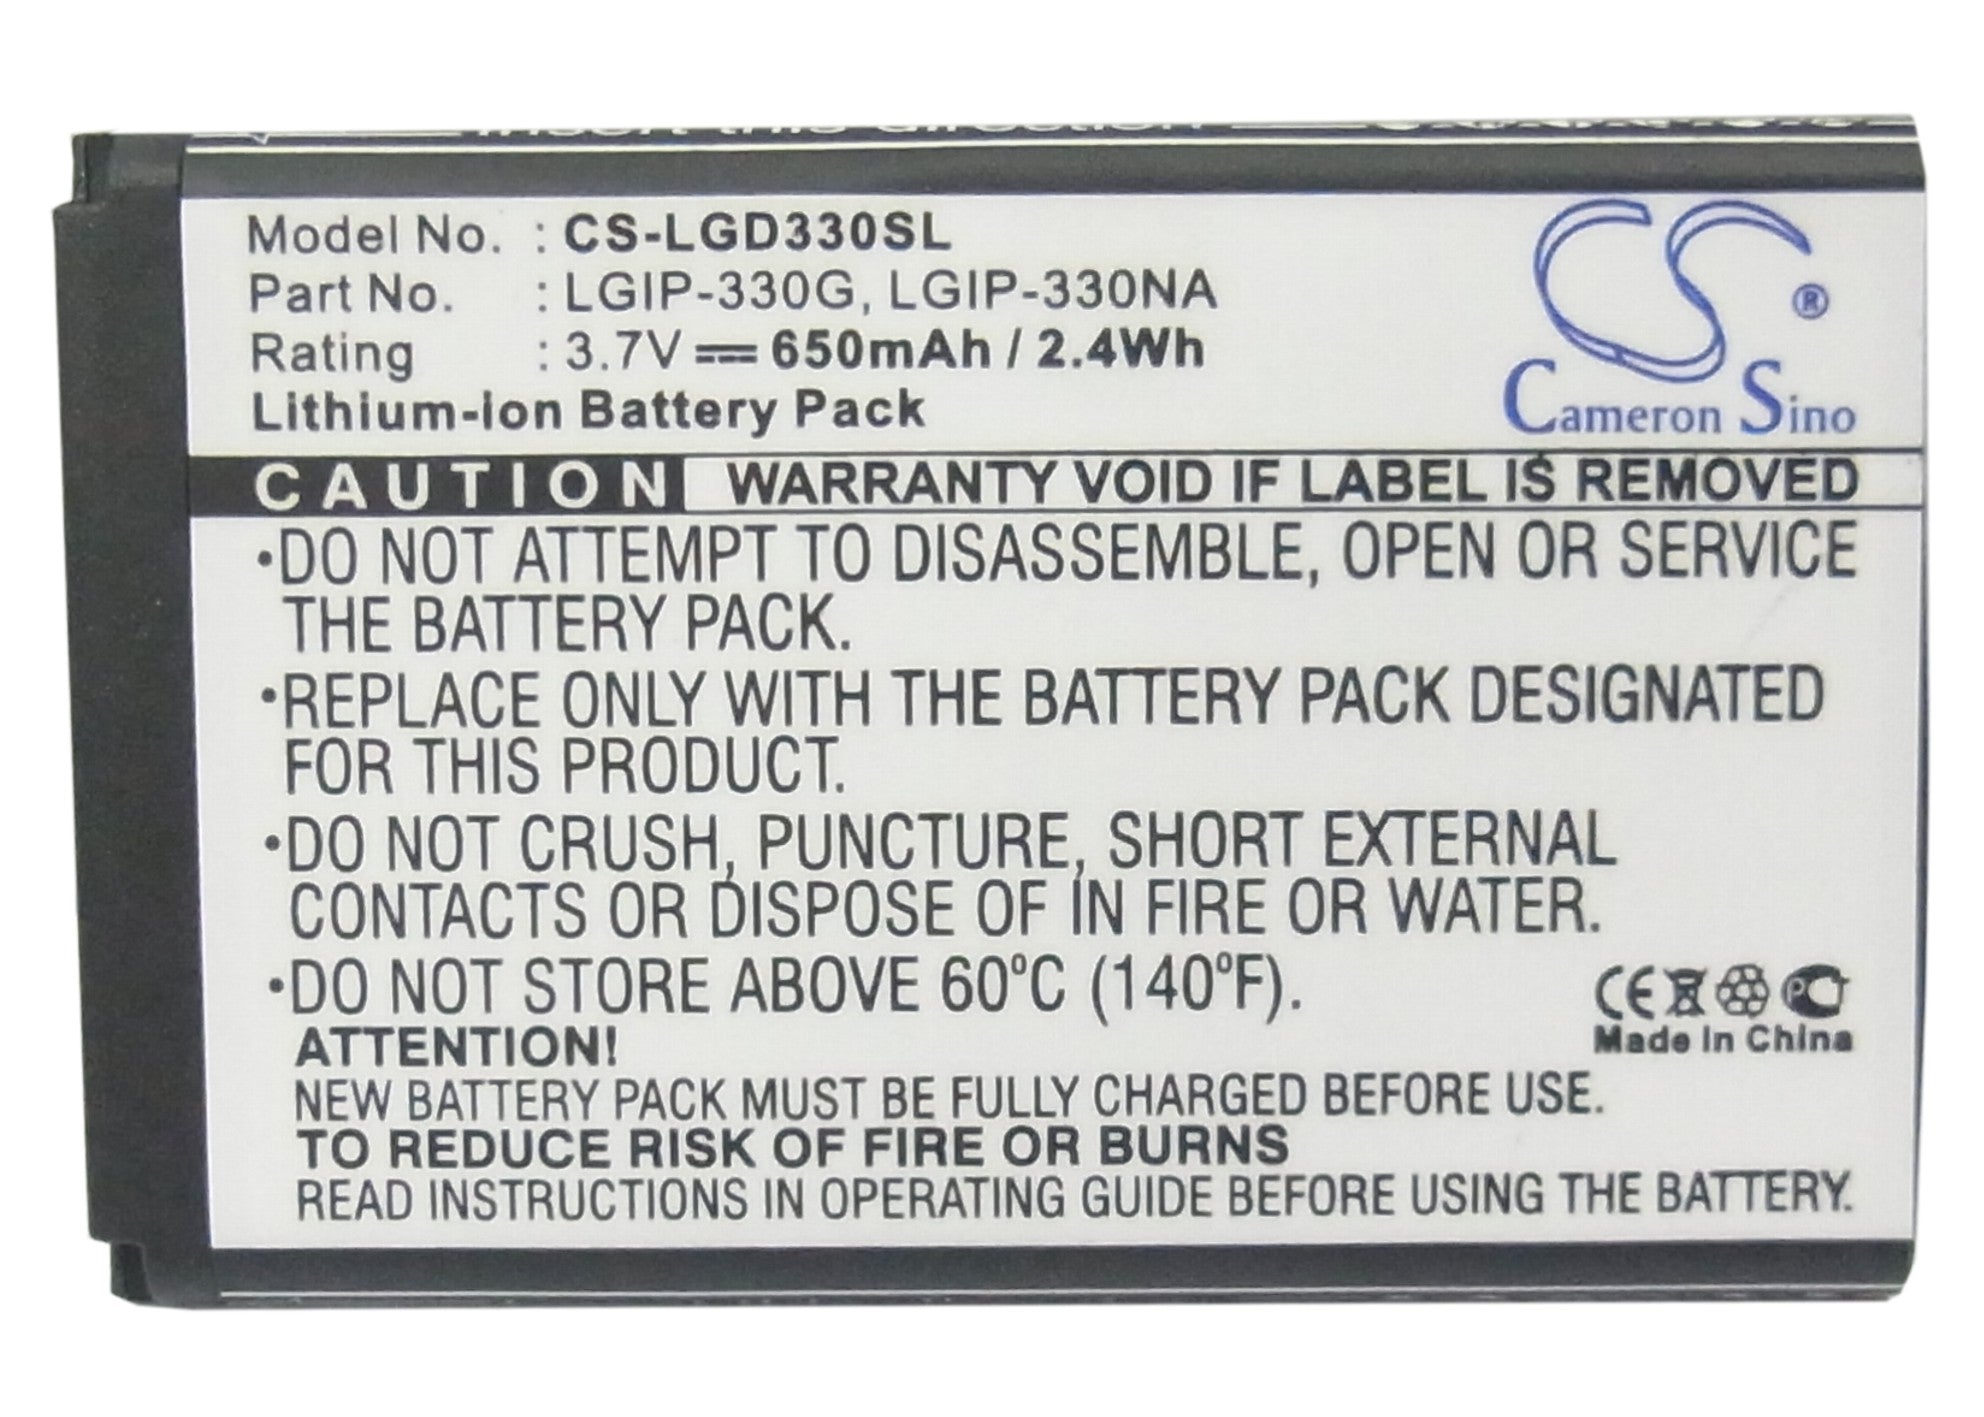 Insert this direction
Model No. : CS-LGD330SL
Part No. : LGIP-330G, LGIP-330NA
Rating : 3.7V 650mAh / 2.4Wh
Lithium-ion Battery Pack
CS ®
Cameron Sino
CAUTION WARRANTY VOID IF LABEL IS REMOVED
•DO NOT ATTEMPT TO DISASSEMBLE, OPEN OR SERVICE
THE BATTERY PACK.
•REPLACE ONLY WITH THE BATTERY PACK DESIGNATED
FOR THIS PRODUCT.
•DO NOT CRUSH, PUNCTURE, SHORT EXTERNAL
CONTACTS OR DISPOSE OF IN FIRE OR WATER.
•DO NOT STORE ABOVE 60°C (140°F).
CE
Made In China
ATTENTION!
NEW BATTERY PACK MUST BE FULLY CHARGED BEFORE USE.
TO REDUCE RISK OF FIRE OR BURNS
READ INSTRUCTIONS IN OPERATING GUIDE BEFORE USING THE BATTERY.